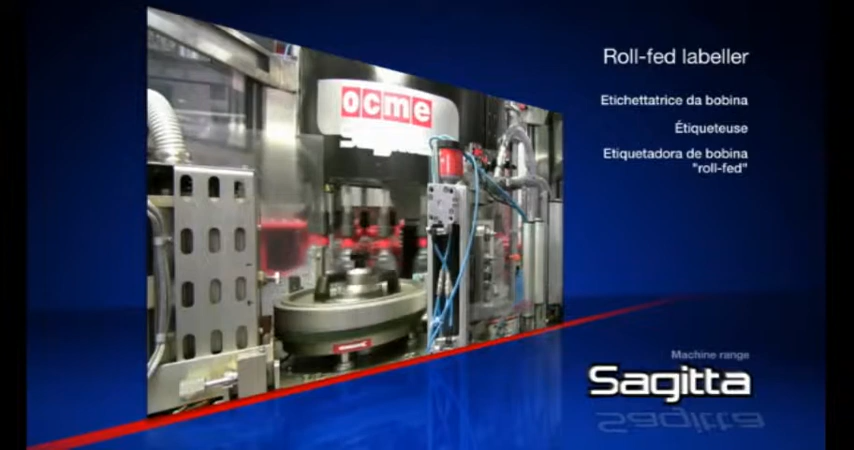 ocme
Roll-fed labeller
Etichettatrice da bobina
Étiqueteuse
Etiquetadora de bobina
"roll-fed"
Machine range
Sagitta